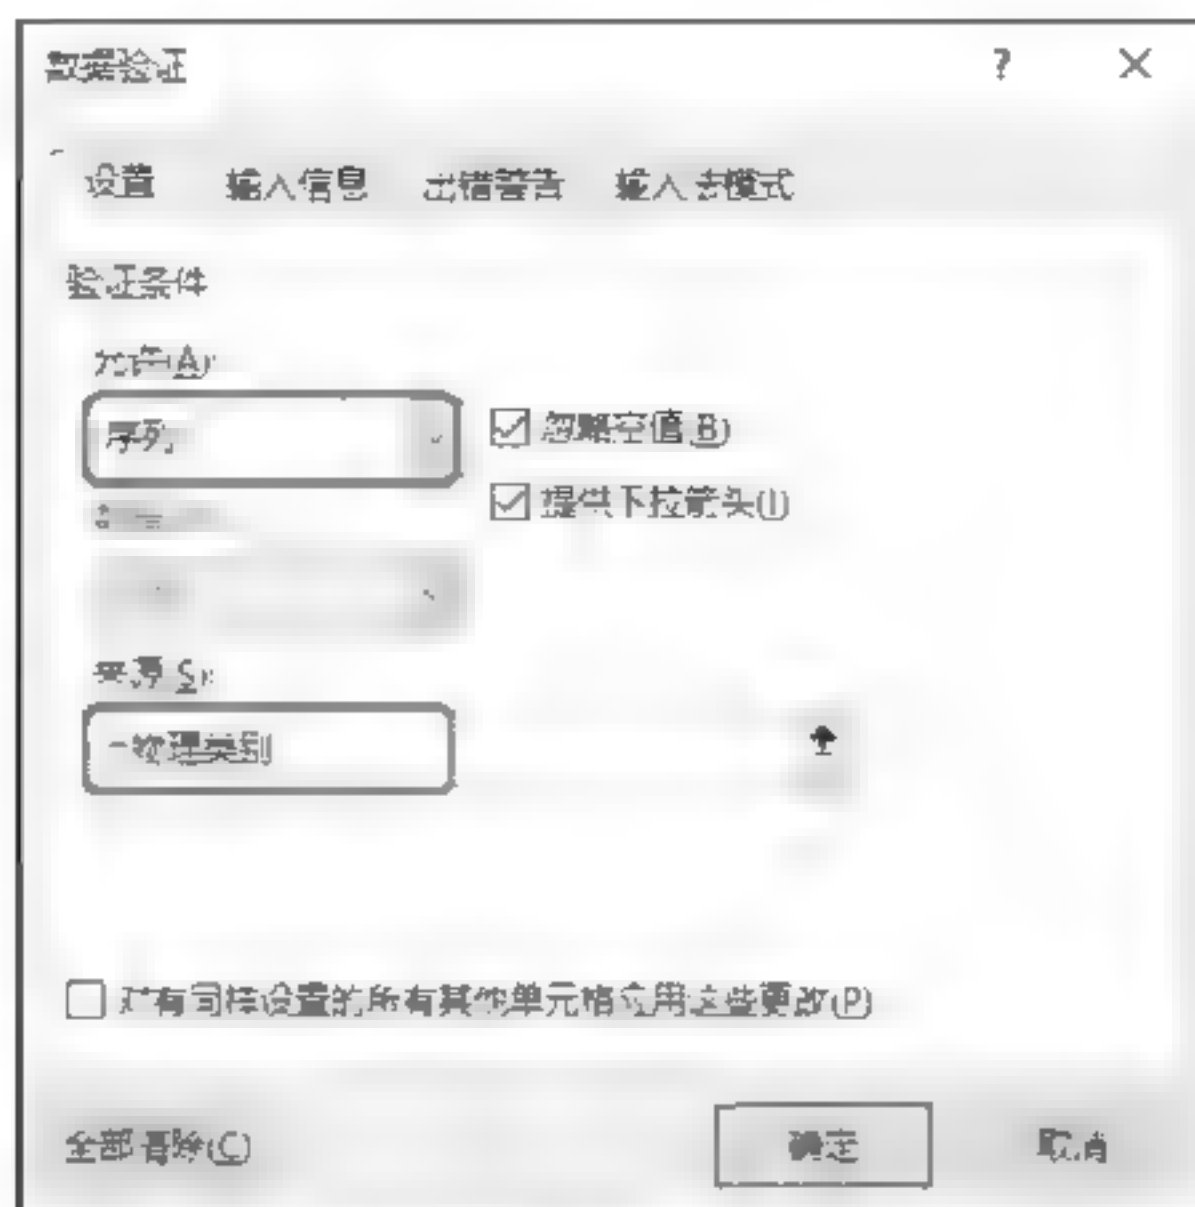 数据验证 ? ×
设置 输入信息 出错警告 输入法模式
验证条件
允许(A):
序列
忽略空值(B)
提供下拉箭头(I)
来源(S):
=物理类别
对有同样设置的所有其他单元格应用这些更改(P)
全部清除(C) 确定 取消